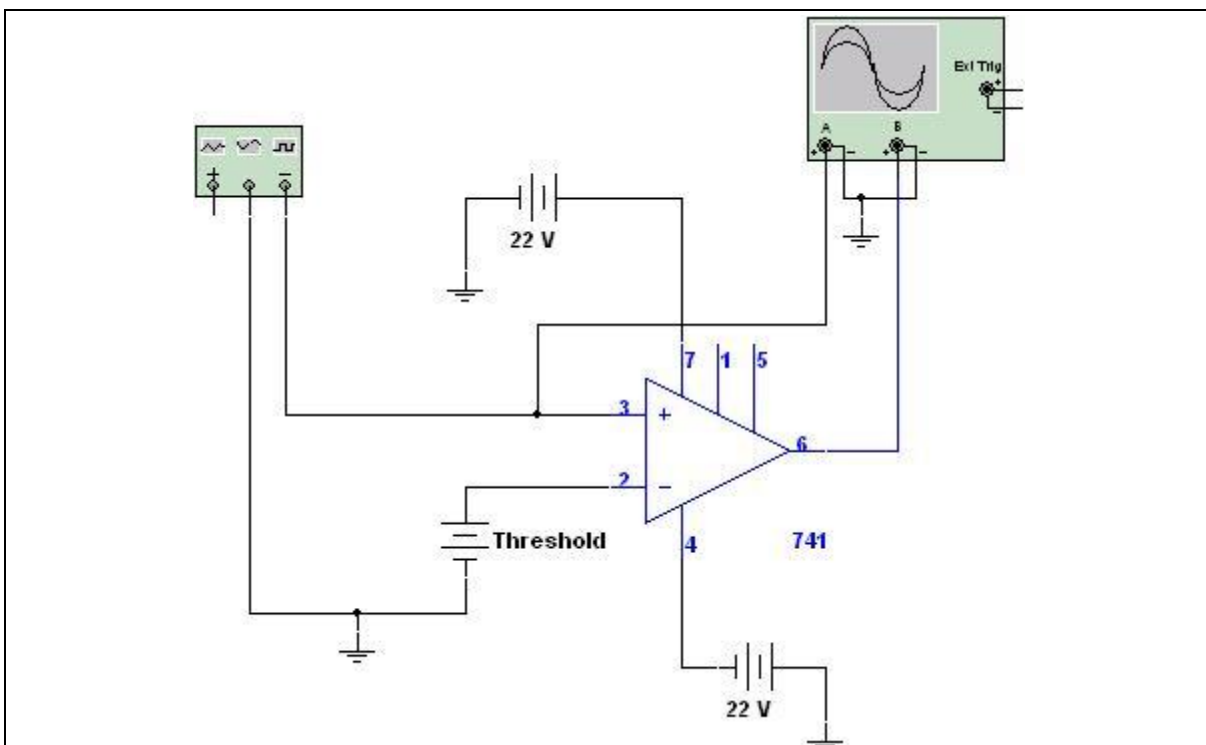 Ext Trig
+
−
A
B
+ − + −
+ −
22 V
7 1 5
3 +
6
2 −
Threshold
4
741
22 V